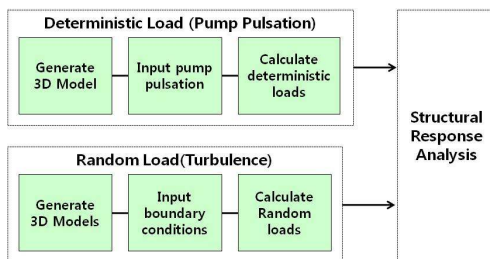 Deterministic Load (Pump Pulsation)
Generate
3D Model
Input pump
pulsation
Calculate
deterministic
loads
Random Load(Turbulence)
Generate
3D Models
Input
boundary
conditions
Calculate
Random
loads
Structural
Response
Analysis